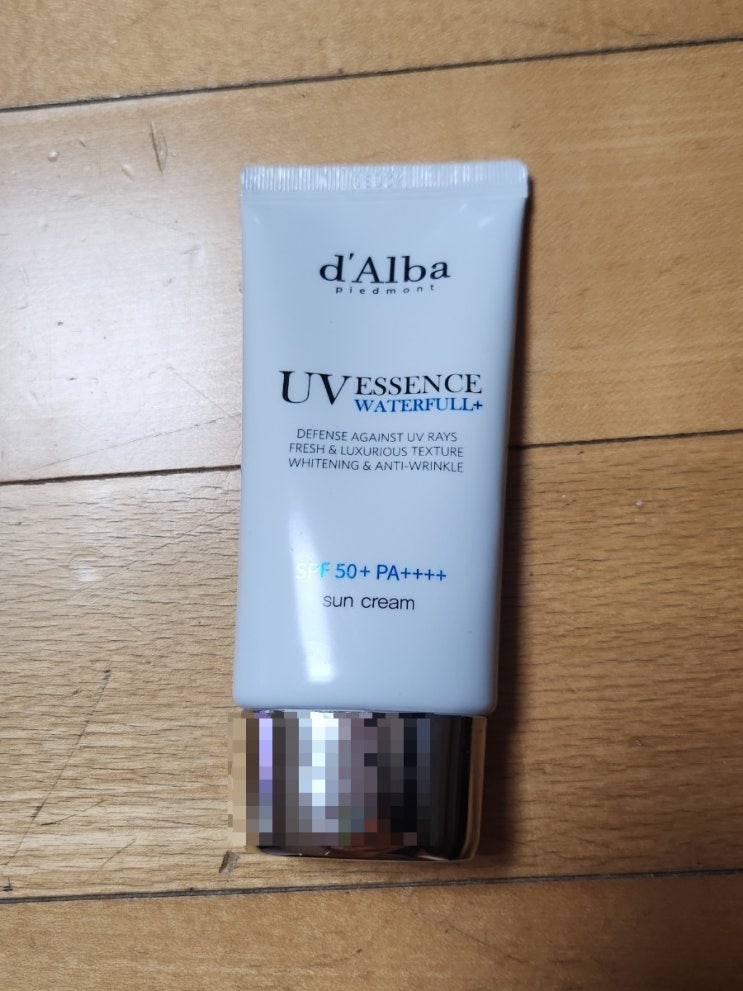 d'Alba
piedmont
UV ESSENCE
WATERFULL+
DEFENSE AGAINST UV RAYS
FRESH & LUXURIOUS TEXTURE
WHITENING & ANTI-WRINKLE
SPF 50+ PA++++
sun cream